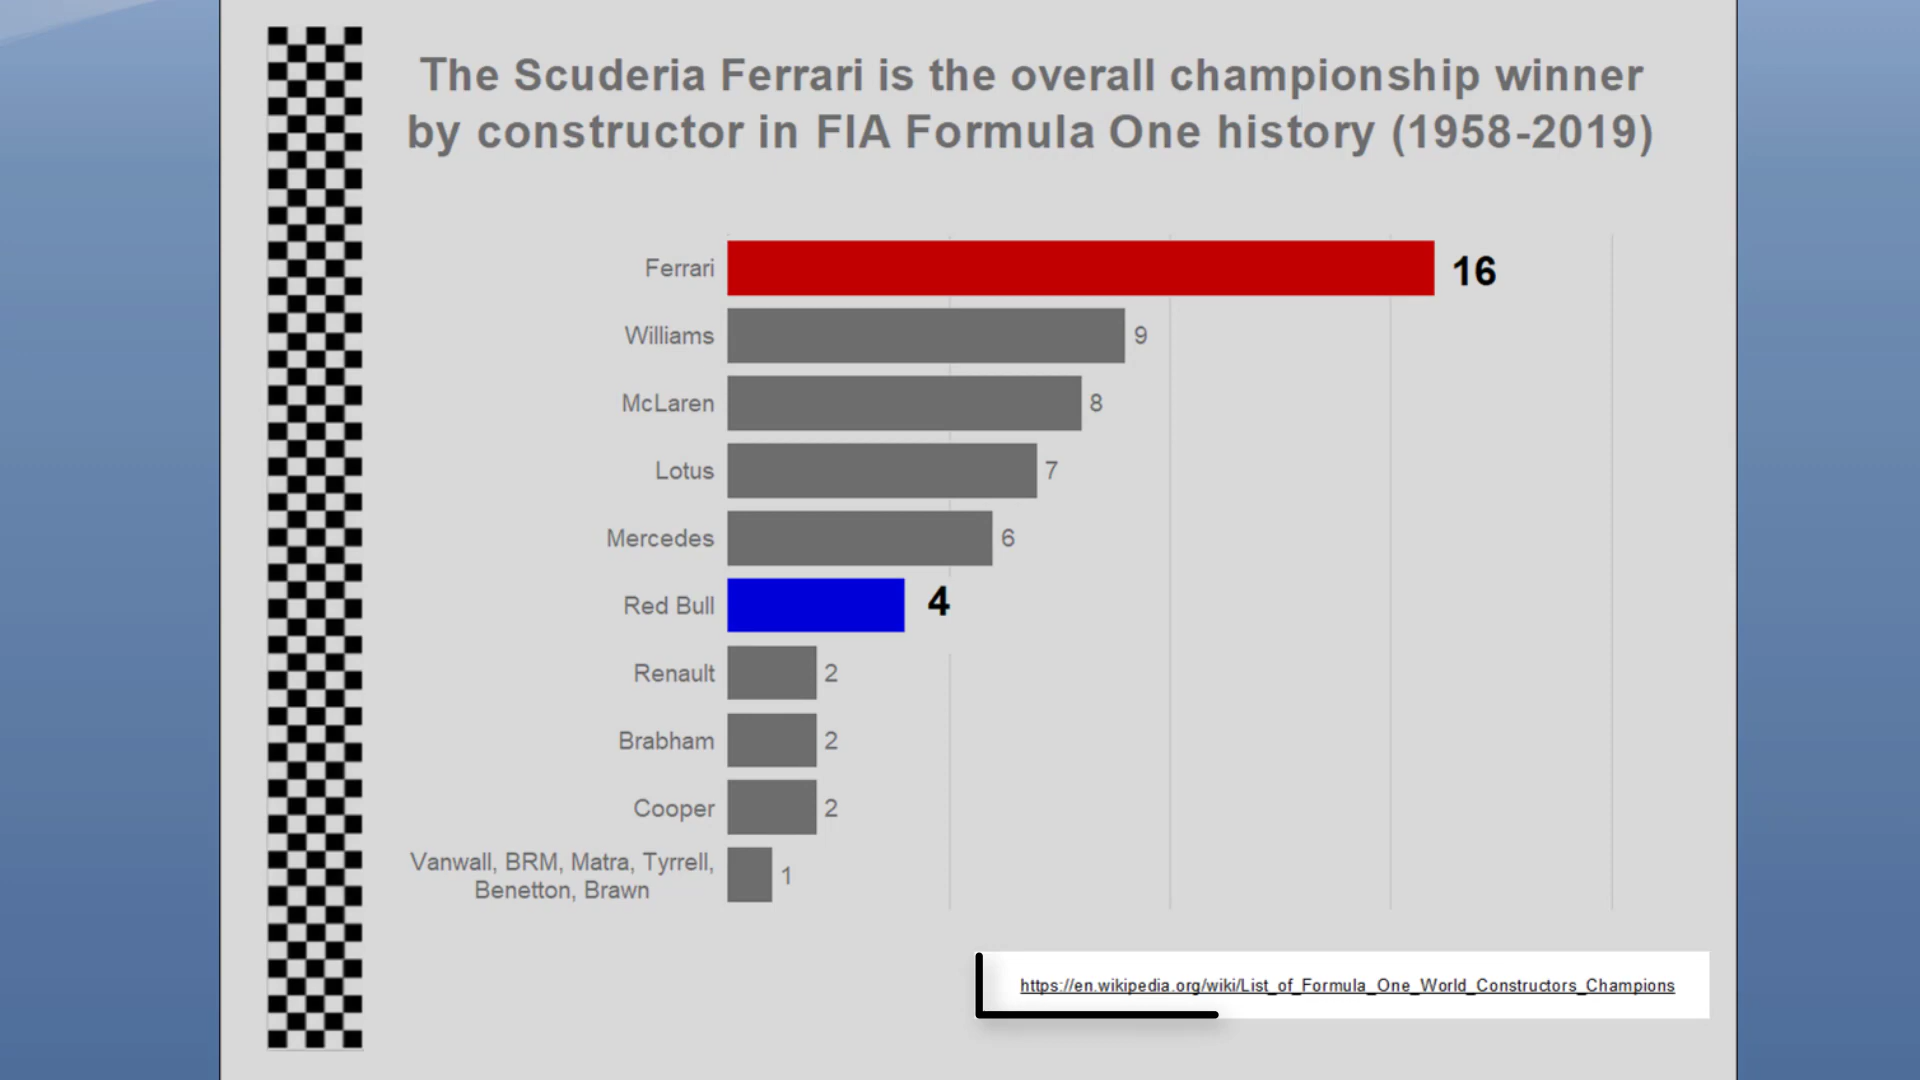 The Scuderia Ferrari is the overall championship winner
by constructor in FIA Formula One history (1958-2019)
Ferrari 16
Williams 9
McLaren 8
Lotus 7
Mercedes 6
Red Bull 4
Renault 2
Brabham 2
Cooper 2
Vanwall, BRM, Matra, Tyrrell,
Benetton, Brawn 1
https://en.wikipedia.org/wiki/List_of_Formula_One_World_Constructors_Champions